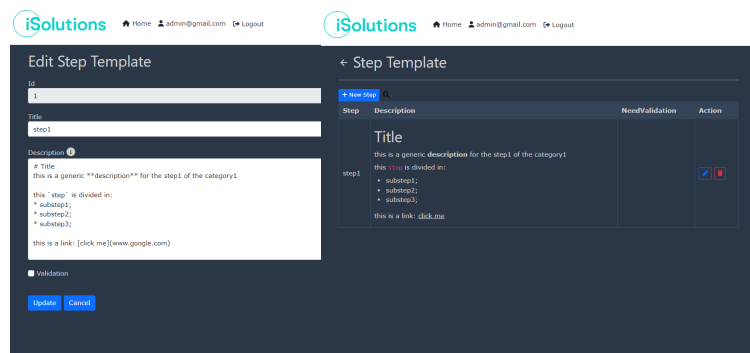 iSolutions Home admin@gmail.com Logout
Edit Step Template
Id
1
Title
step1
Description
# Title
this is a generic **description** for the step1 of the category1
this `step` is divided in:
* substep1;
* substep2;
* substep3;
this is a link: [click me](www.google.com)
Validation
Update Cancel
iSolutions Home admin@gmail.com Logout
← Step Template
+ New Step
Step Description NeedValidation Action
step1
Title
this is a generic description for the step1 of the category1
this step is divided in:
• substep1;
• substep2;
• substep3;
this is a link: click me